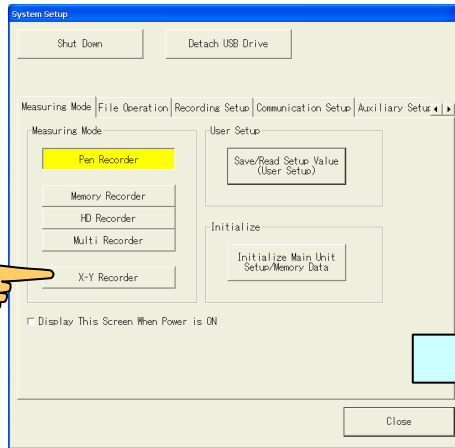 System Setup
Shut Down
Detach USB Drive
Measuring Mode
File Operation
Recording Setup
Communication Setup
Auxiliary Setup
Measuring Mode
Pen Recorder
Memory Recorder
HD Recorder
Multi Recorder
X-Y Recorder
User Setup
Save/Read Setup Value
(User Setup)
Initialize
Initialize Main Unit
Setup/Memory Data
Display This Screen When Power is ON
Close